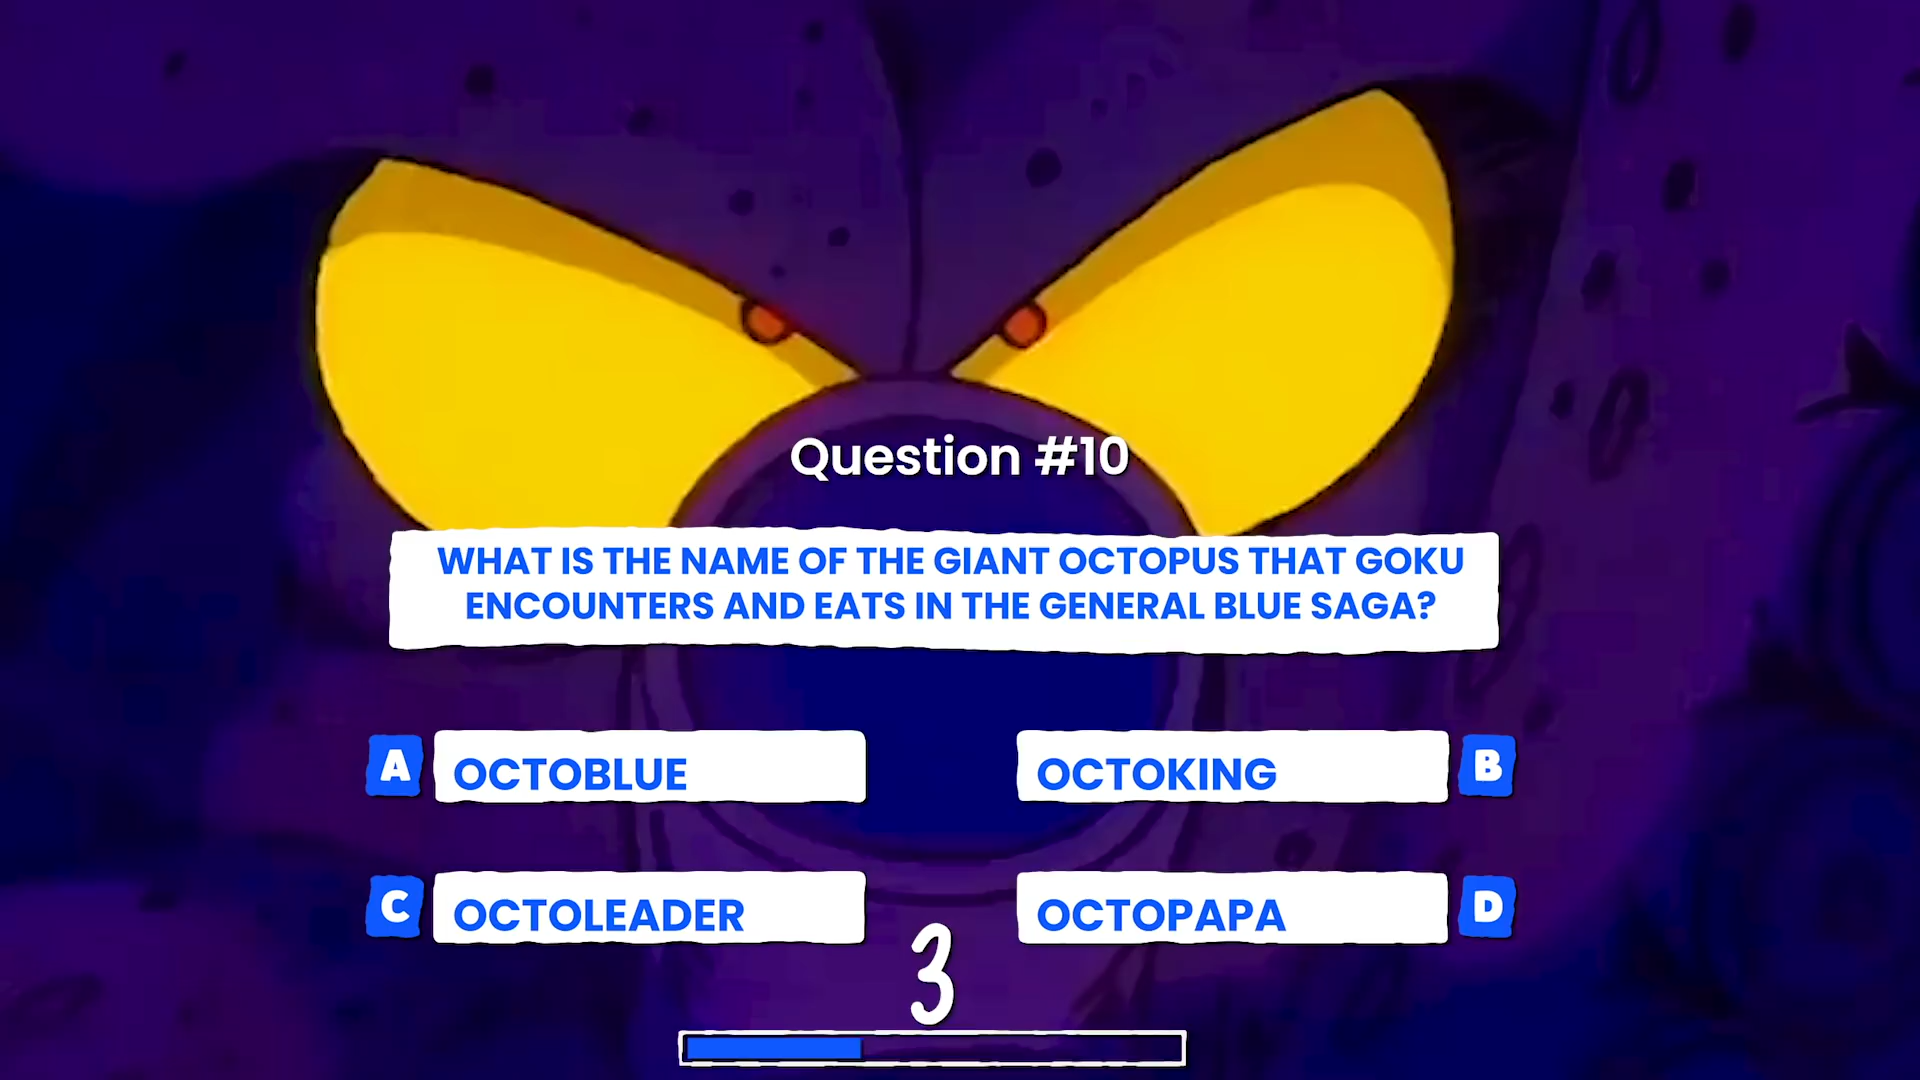 Question #10
WHAT IS THE NAME OF THE GIANT OCTOPUS THAT GOKU
ENCOUNTERS AND EATS IN THE GENERAL BLUE SAGA?
A OCTOBLUE
OCTOKING B
C OCTOLEADER
OCTOPAPA D
3